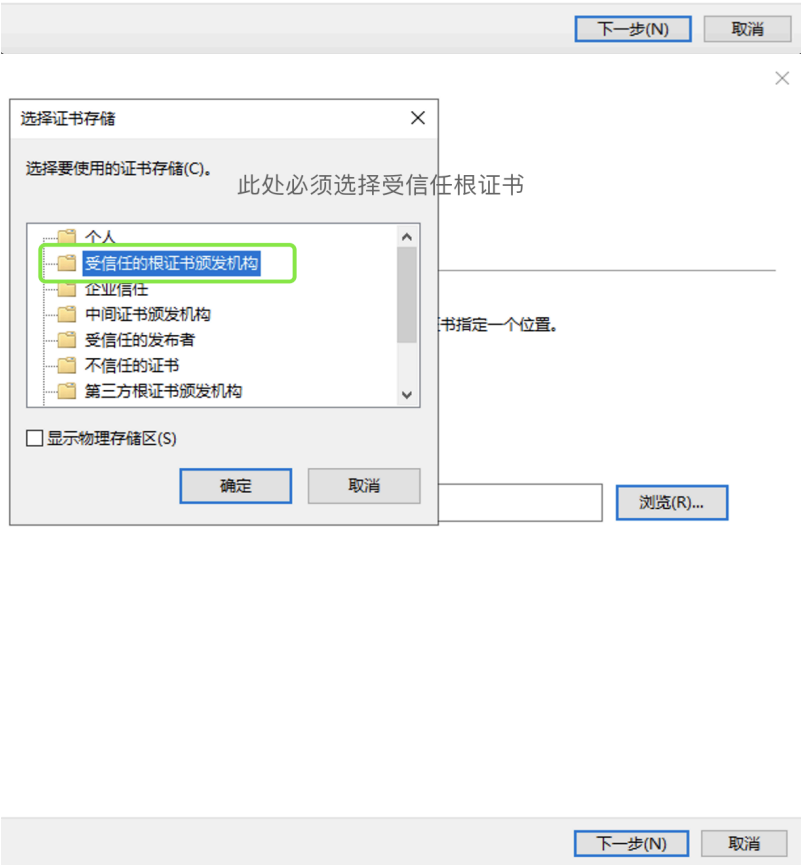 下一步(N)
取消
选择证书存储
选择要使用的证书存储(C)。
此处必须选择受信任根证书
个人
受信任的根证书颁发机构
企业信任
中间证书颁发机构
受信任的发布者
不信任的证书
第三方根证书颁发机构
书指定一个位置。
显示物理存储区(S)
确定
取消
浏览(R)...
下一步(N)
取消